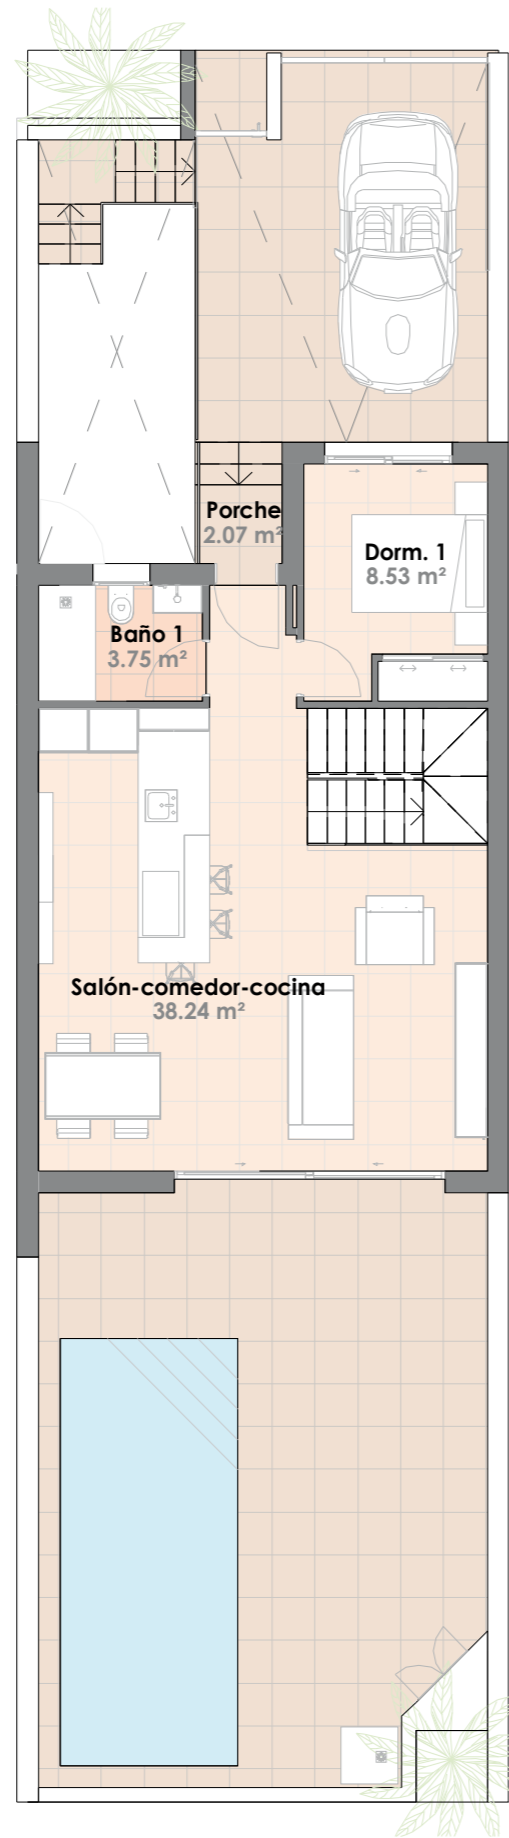 Porche
2.07 m²
Dorm. 1
8.53 m²
Baño 1
3.75 m²
Salón-comedor-cocina
38.24 m²